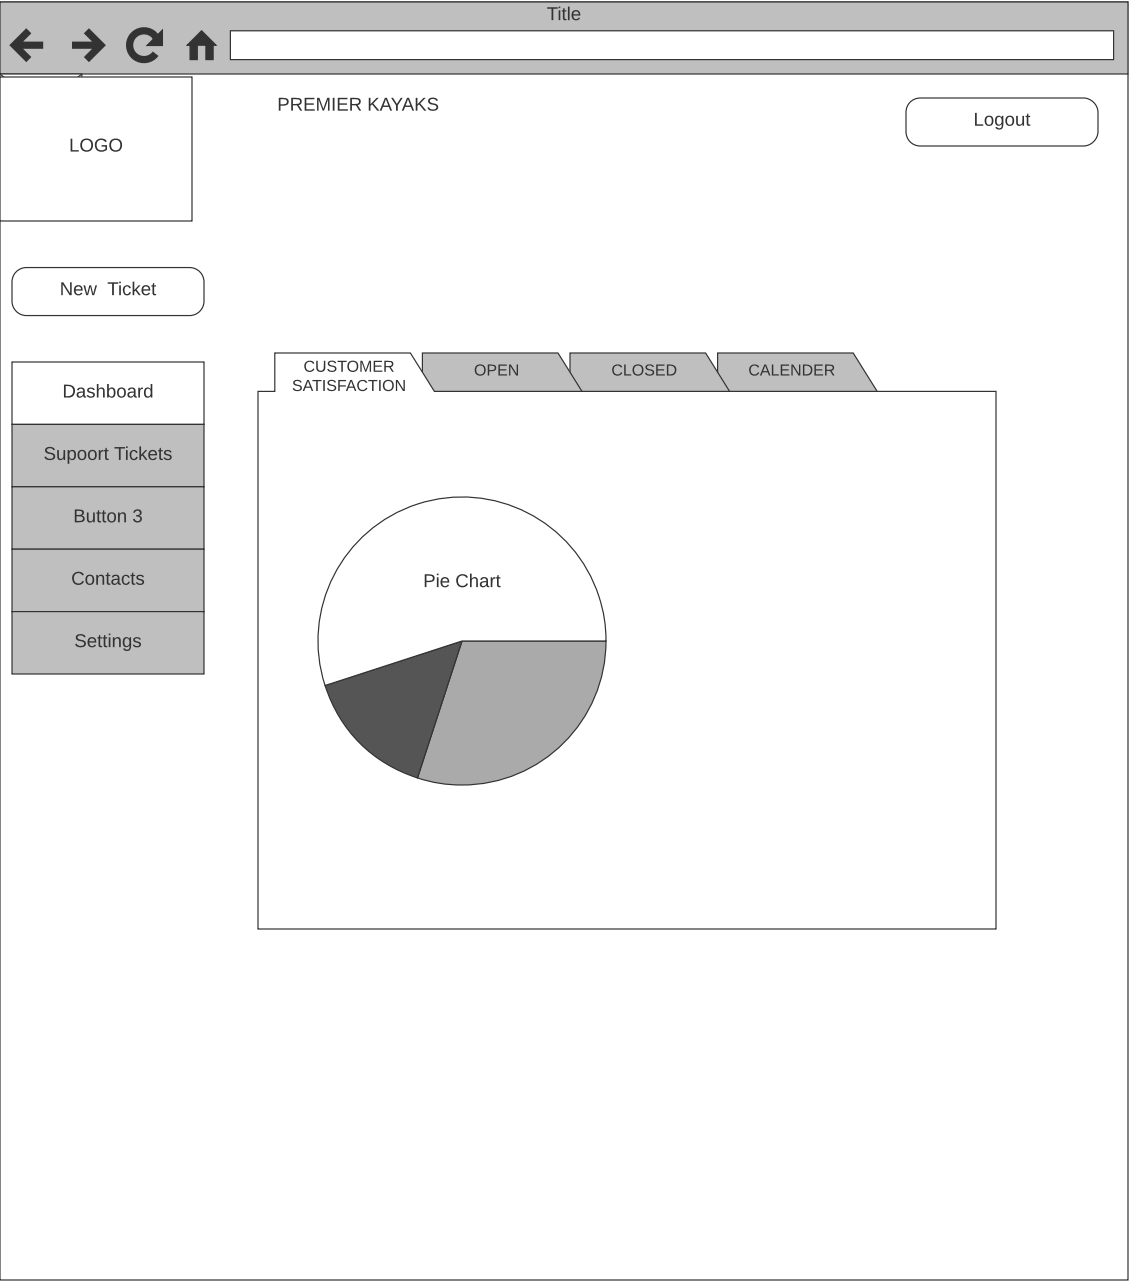 Title
PREMIER KAYAKS
Logout
LOGO
New  Ticket
Dashboard
Supoort Tickets
Button 3
Contacts
Settings
CUSTOMER
SATISFACTION
OPEN
CLOSED
CALENDER
Pie Chart